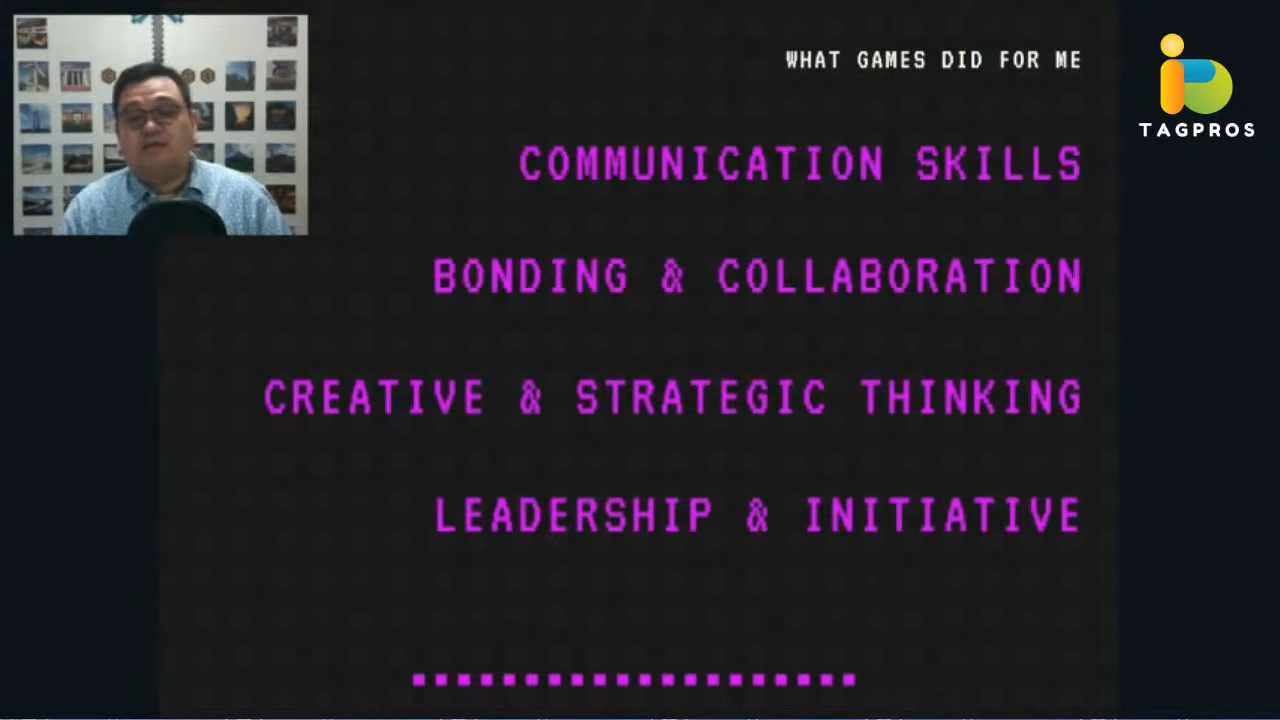 WHAT GAMES DID FOR ME
TAGPROS
COMMUNICATION SKILLS
BONDING & COLLABORATION
CREATIVE & STRATEGIC THINKING
LEADERSHIP & INITIATIVE